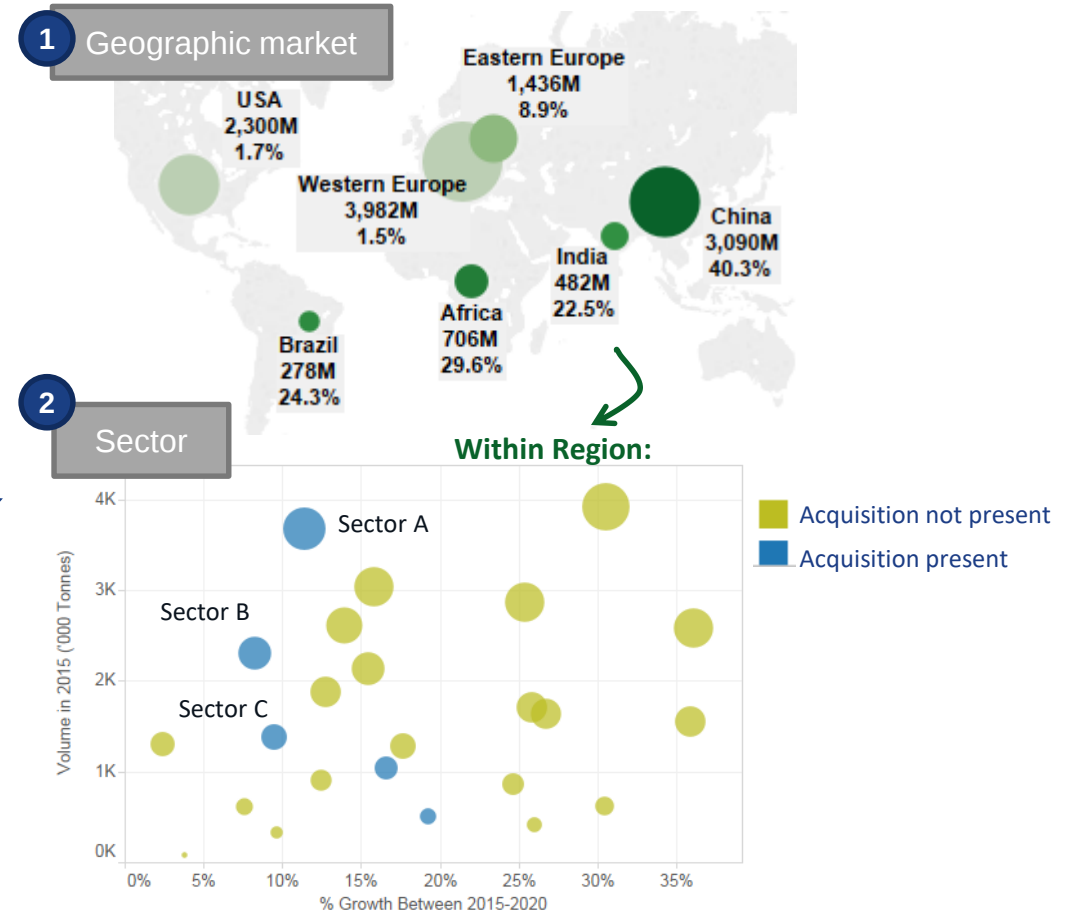 1
Geographic market
Eastern Europe
1,436M
8.9%
USA
2,300M
1.7%
Western Europe
3,982M
1.5%
China
3,090M
40.3%
India
482M
22.5%
Africa
706M
29.6%
Brazil
278M
24.3%
2
Sector
Within Region:
4K
3K
2K
1K
0K
Volume in 2015 ('000 Tonnes)
Sector A
Sector B
Sector C
0%
5%
10%
15%
20%
25%
30%
35%
% Growth Between 2015-2020
Acquisition not present
Acquisition present